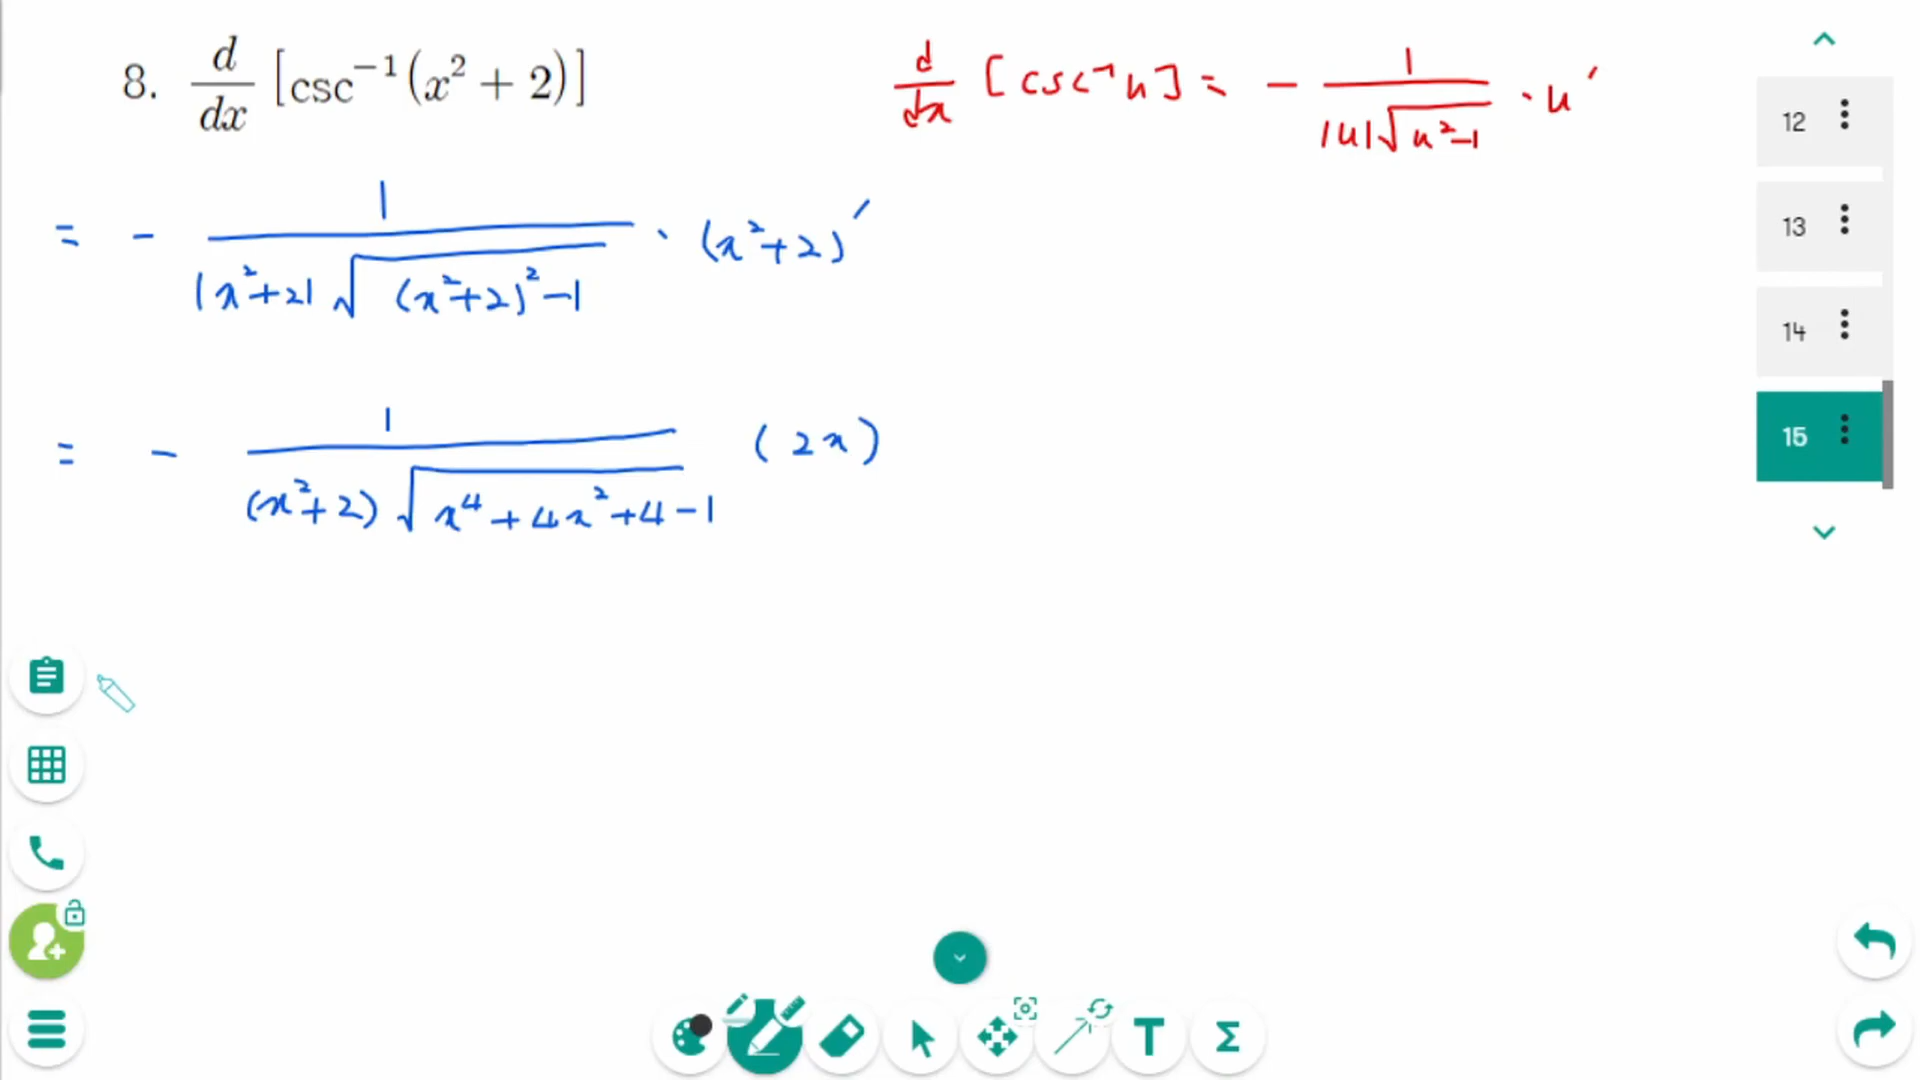 8. d/dx [csc⁻¹(x² + 2)]
d/dx [csc⁻¹ u] = - 1/(|u|√(u²-1)) · u′
= - 1/(|x²+2| √((x²+2)²-1)) · (x²+2)′
= - 1/((x²+2) √(x⁴+4x²+4-1)) (2x)
12
13
14
15
T
Σ